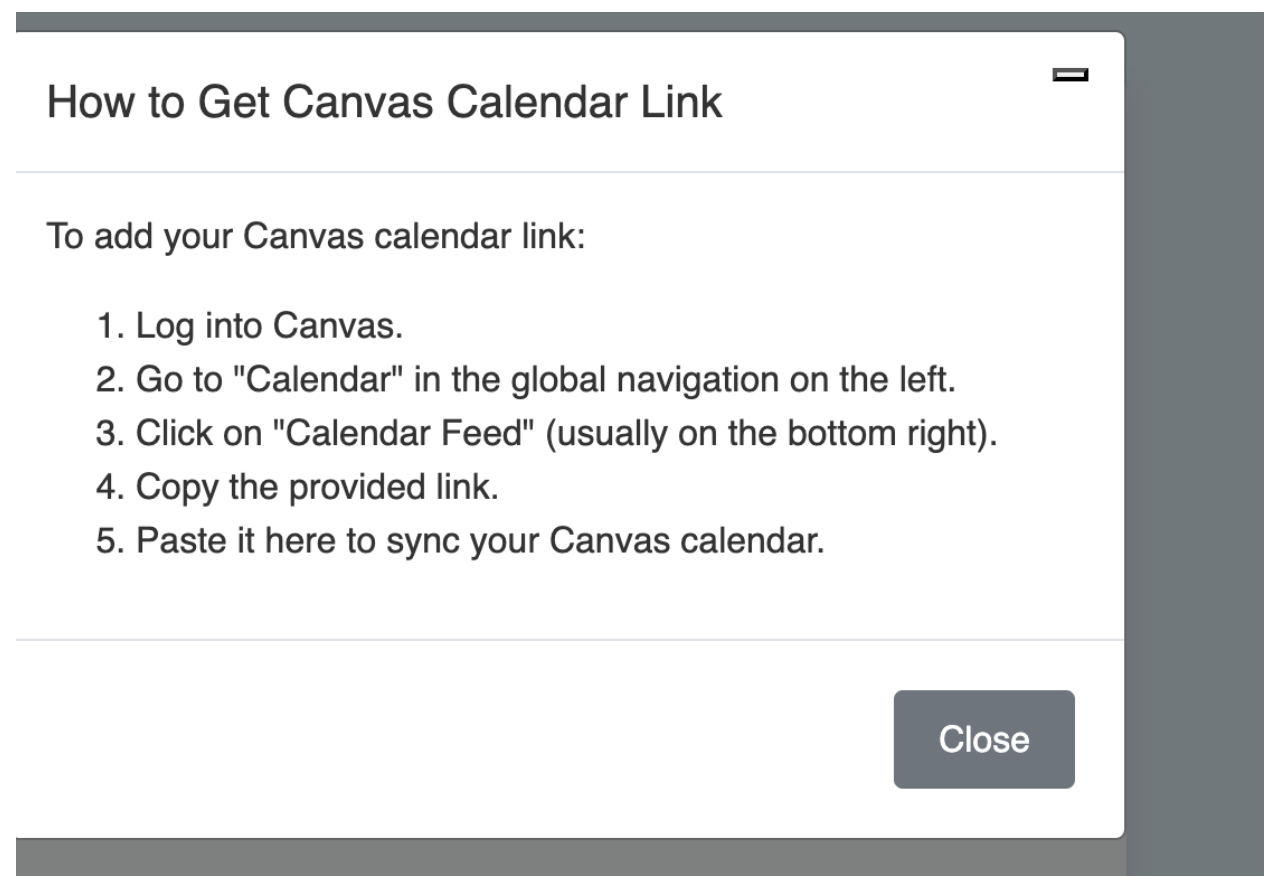 How to Get Canvas Calendar Link
To add your Canvas calendar link:
1. Log into Canvas.
2. Go to "Calendar" in the global navigation on the left.
3. Click on "Calendar Feed" (usually on the bottom right).
4. Copy the provided link.
5. Paste it here to sync your Canvas calendar.
Close